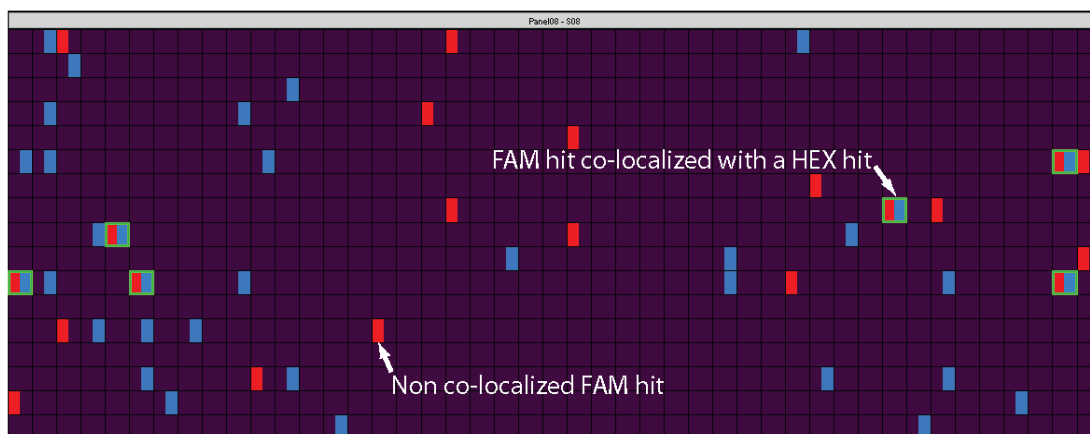 Panel08 - S08
FAM hit co-localized with a HEX hit
Non co-localized FAM hit